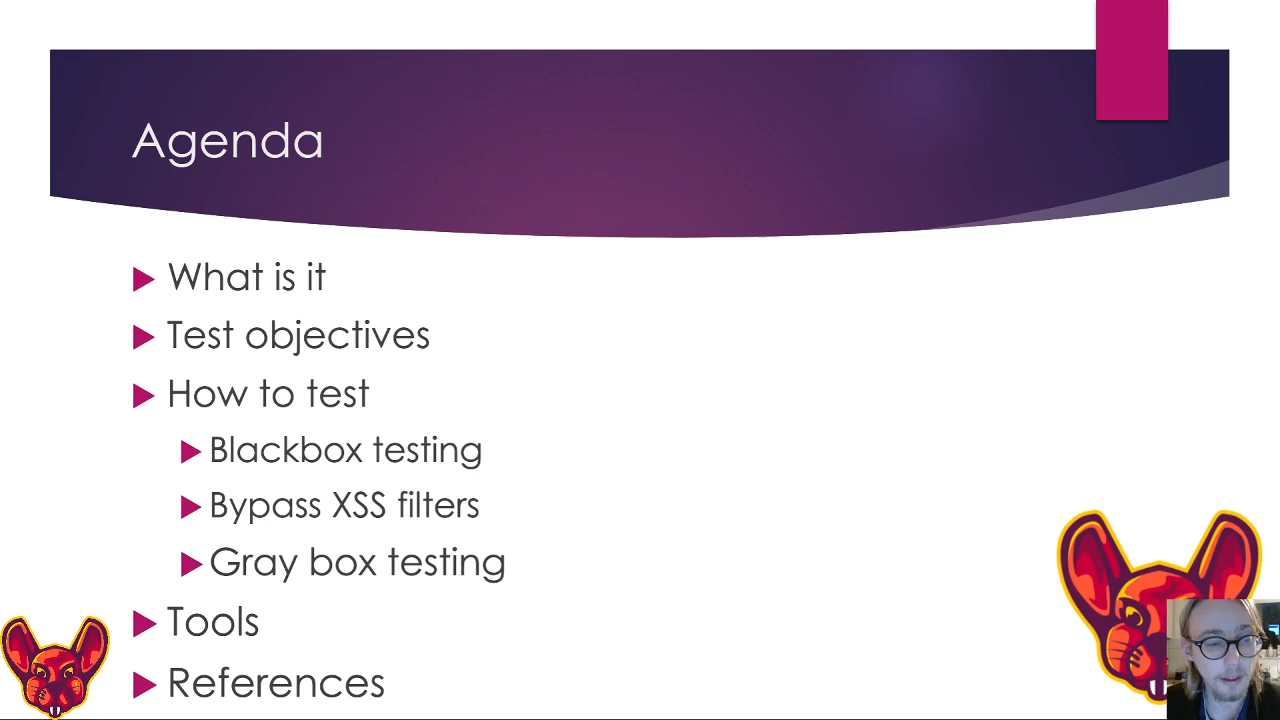 Agenda
What is it
Test objectives
How to test
Blackbox testing
Bypass XSS filters
Gray box testing
Tools
References